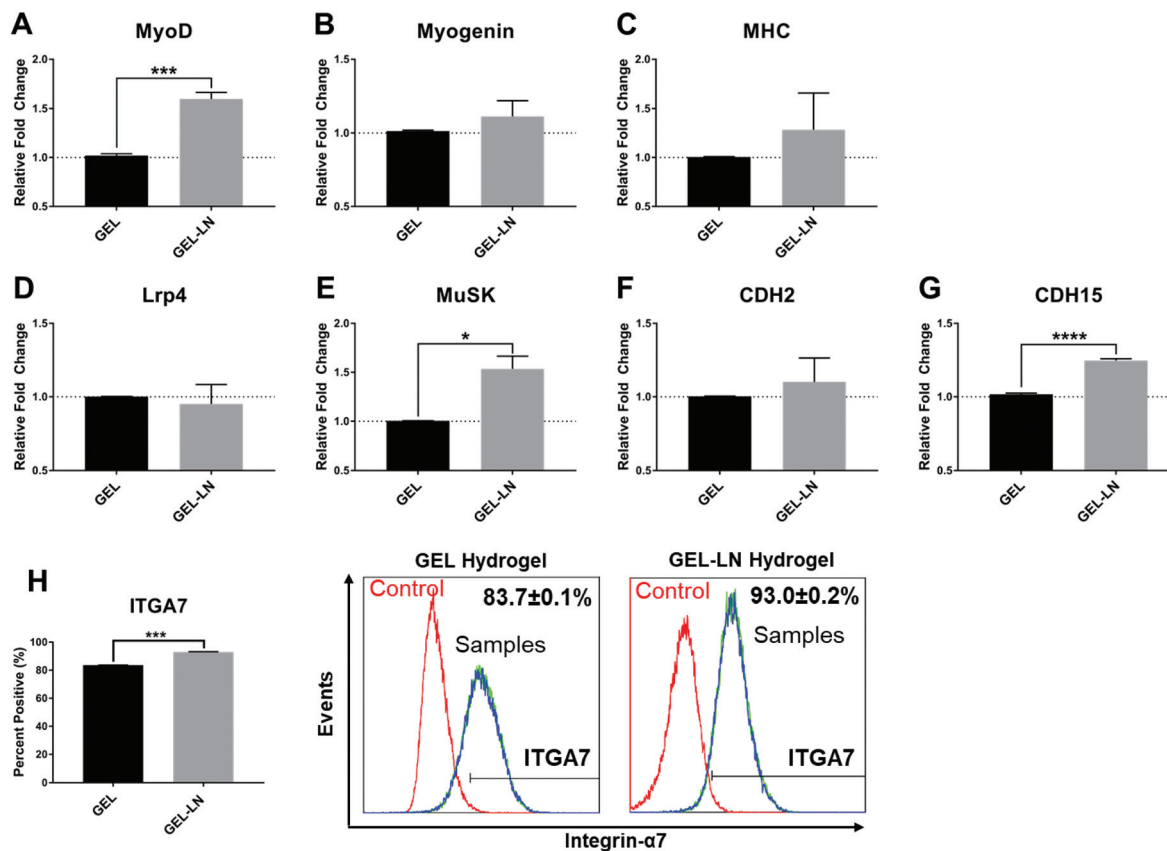 A
MyoD
Relative Fold Change
2.0
1.5
1.0
0.5
***
GEL
GEL-LN
B
Myogenin
Relative Fold Change
1.5
1.0
0.5
GEL
GEL-LN
C
MHC
Relative Fold Change
2.0
1.5
1.0
0.5
GEL
GEL-LN
D
Lrp4
Relative Fold Change
1.5
1.0
0.5
GEL
GEL-LN
E
MuSK
Relative Fold Change
2.0
1.5
1.0
0.5
*
GEL
GEL-LN
F
CDH2
Relative Fold Change
1.5
1.0
0.5
GEL
GEL-LN
G
CDH15
Relative Fold Change
1.5
1.0
0.5
****
GEL
GEL-LN
H
ITGA7
Percent Positive (%)
100
80
60
40
20
0
***
GEL
GEL-LN
Events
GEL Hydrogel
Control
83.7±0.1%
Samples
ITGA7
GEL-LN Hydrogel
Control
93.0±0.2%
Samples
ITGA7
Integrin-α7